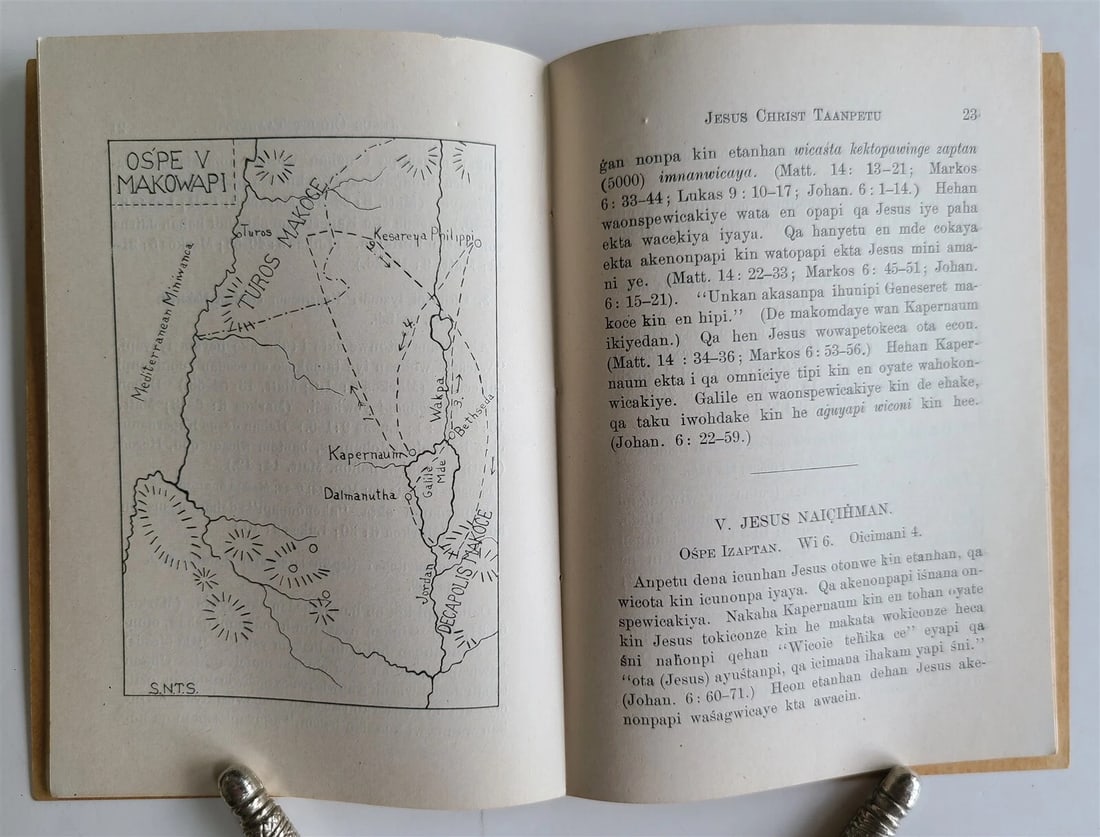 OŚPE V
MAKOWAPI
Turos
TUROS MAKOCE
Kesareya Philippi
Mediterranean Miniwanca
Wakpa
3.
4.
Bethseda
Kapernaum
Galile
Mde
Dalmanutha
Jordan
DECAPOLIS MAKOCE
S.N.T.S.
JESUS CHRIST TAANPETU 23
ġan nonpa kin etanhan wicaśta kektopawinge zaptan
(5000) imnanwicaya. (Matt. 14: 13–21; Markos
6: 33–44; Lukas 9: 10–17; Johan. 6: 1–14.) Hehan
waonspewicakiye wata en opapi qa Jesus iye paha
ekta wacekiya iyaya. Qa hanyetu en mde cokaya
ekta akenonpapi kin watopapi ekta Jesus mini ama-
ni ye. (Matt. 14: 22–33; Markos 6: 45–51; Johan.
6: 15–21). “Unkan akasanpa ihunipi Geneseret ma-
koce kin en hipi.” (De makomdaye wan Kapernaum
ikiyedan.) Qa hen Jesus wowapetokeca ota econ.
(Matt. 14 : 34–36; Markos 6: 53–56.) Hehan Kaper-
naum ekta i qa omniciye tipi kin en oyate wahokon-
wicakiye. Galile en waonspewicakiye kin de ehake,
qa taku iwohdake kin he aġuyapi wiconi kin hee.
(Johan. 6: 22–59.)
V. JESUS NAIÇIḢMAN.
OŚPE IZAPTAN. Wi 6. Oicimani 4.
Anpetu dena icunhan Jesus otonwe kin etanhan, qa
wicota kin icunonpa iyaya. Qa akenonpapi iśnana on-
spewicakiya. Nakaha Kapernaum kin en tohan oyate
kin Jesus tokiconze kin he makata wokiconze heca
śni naḣonpi qehan “Wicoie teḣika ce” eyapi qa
“ota (Jesus) ayuśtanpi, qa icimana ihakam yapi śni.”
(Johan. 6: 60–71.) Heon etanhan dehan Jesus ake-
nonpapi waśagwicaye kta awacin.